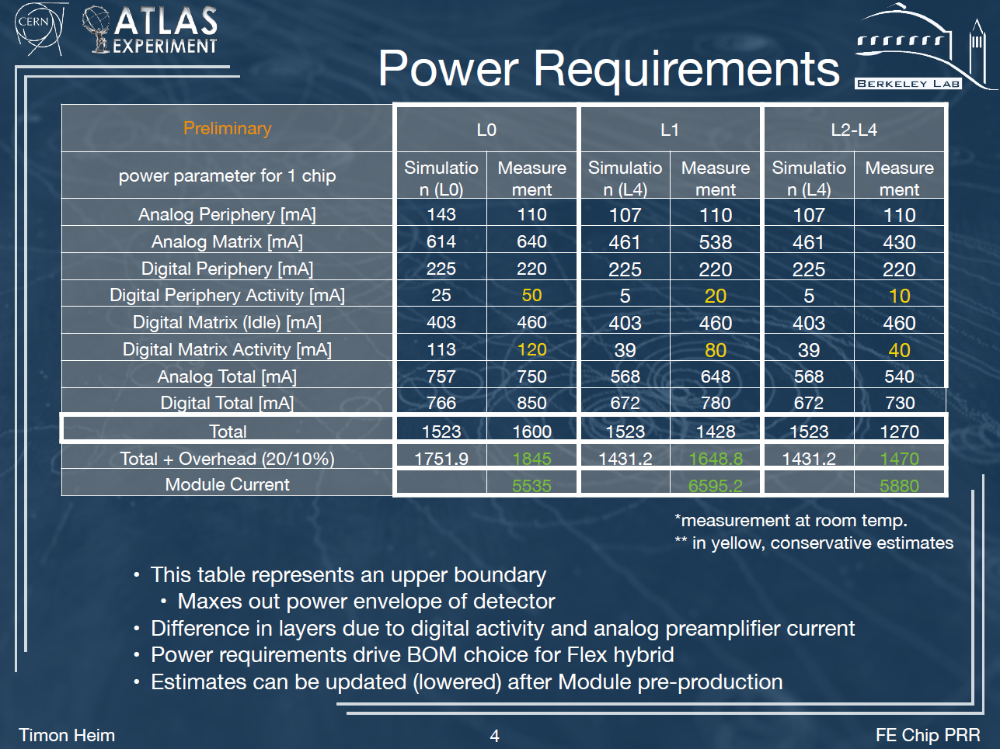 CERN
ATLAS
EXPERIMENT
BERKELEY LAB
Power Requirements
Preliminary L0 L1 L2-L4
power parameter for 1 chip Simulatio n (L0) Measure ment Simulatio n (L4) Measure ment Simulatio n (L4) Measure ment
Analog Periphery [mA] 143 110 107 110 107 110
Analog Matrix [mA] 614 640 461 538 461 430
Digital Periphery [mA] 225 220 225 220 225 220
Digital Periphery Activity [mA] 25 50 5 20 5 10
Digital Matrix (Idle) [mA] 403 460 403 460 403 460
Digital Matrix Activity [mA] 113 120 39 80 39 40
Analog Total [mA] 757 750 568 648 568 540
Digital Total [mA] 766 850 672 780 672 730
Total 1523 1600 1523 1428 1523 1270
Total + Overhead (20/10%) 1751.9 1845 1431.2 1648.8 1431.2 1470
Module Current 5535 6595.2 5880
*measurement at room temp.
** in yellow, conservative estimates
• This table represents an upper boundary
• Maxes out power envelope of detector
• Difference in layers due to digital activity and analog preamplifier current
• Power requirements drive BOM choice for Flex hybrid
• Estimates can be updated (lowered) after Module pre-production
Timon Heim 4 FE Chip PRR